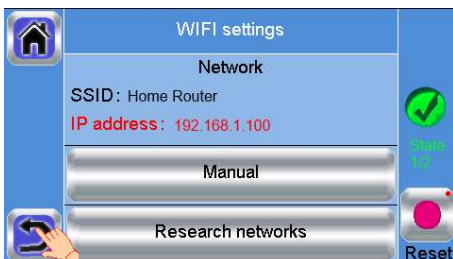 WIFI settings
Network
SSID: Home Router
IP address: 192.168.1.100
State
1/2
Manual
Research networks
Reset